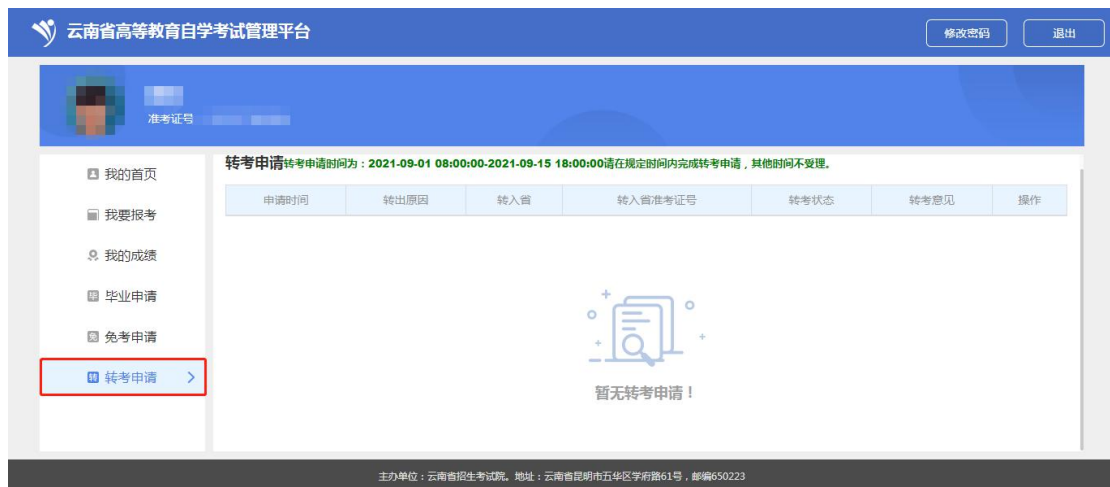 云南省高等教育自学考试管理平台
修改密码
退出
准考证号
我的首页
我要报考
我的成绩
毕业申请
免考申请
转考申请
转考申请转考申请时间为：2021-09-01 08:00:00-2021-09-15 18:00:00请在规定时间内完成转考申请，其他时间不受理。
申请时间 转出原因 转入省 转入省准考证号 转考状态 转考意见 操作
暂无转考申请！
主办单位：云南省招生考试院。地址：云南省昆明市五华区学府路61号，邮编650223